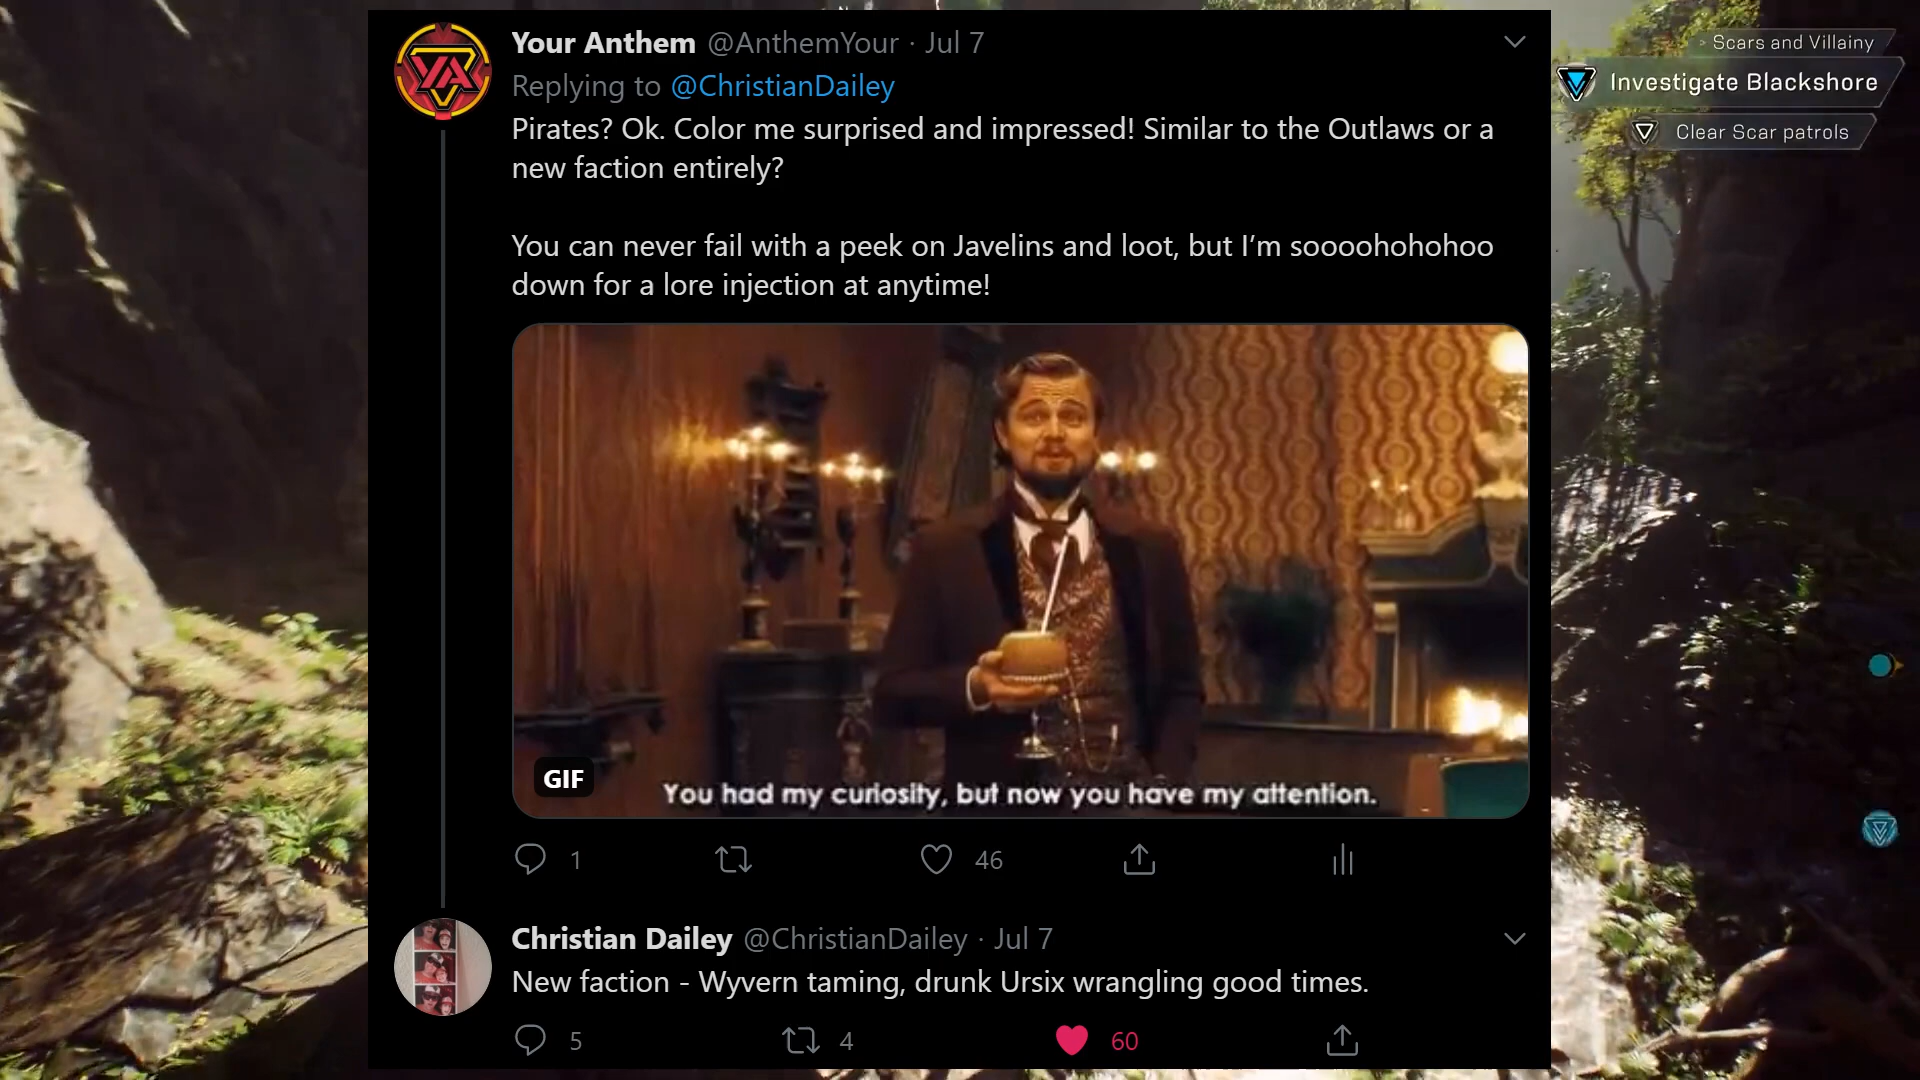 Your Anthem @AnthemYour · Jul 7
Replying to @ChristianDailey
Pirates? Ok. Color me surprised and impressed! Similar to the Outlaws or a
new faction entirely?
You can never fail with a peek on Javelins and loot, but I’m soooohohohoo
down for a lore injection at anytime!
GIF
You had my curiosity, but now you have my attention.
1
46
Christian Dailey @ChristianDailey · Jul 7
New faction - Wyvern taming, drunk Ursix wrangling good times.
5
4
60
Scars and Villainy
Investigate Blackshore
Clear Scar patrols
YA
N